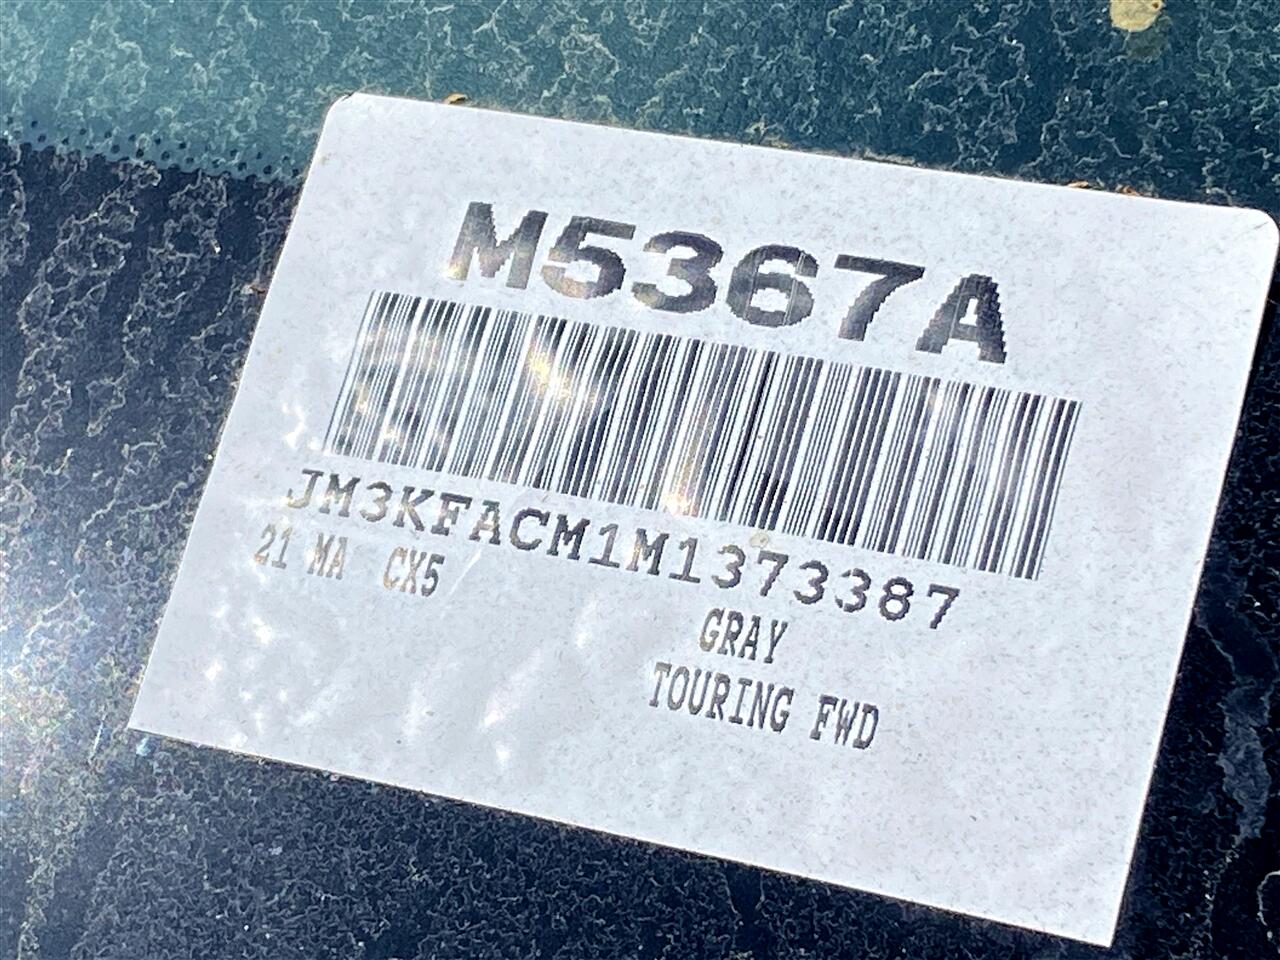 M5367A
JM3KFACM1M1373387
21 MA CX5
GRAY
TOURING FWD